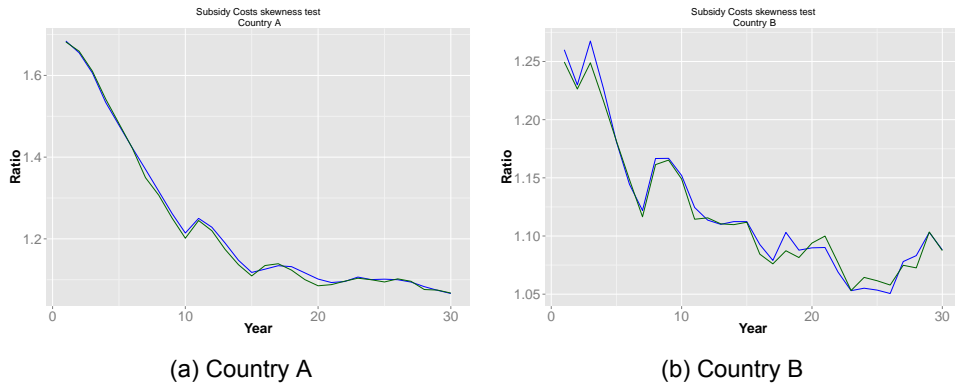 Subsidy Costs skewness test
Country A
1.6
1.4
1.2
Ratio
0
10
20
30
Year
(a) Country A
Subsidy Costs skewness test
Country B
1.25
1.20
1.15
1.10
1.05
Ratio
0
10
20
30
Year
(b) Country B